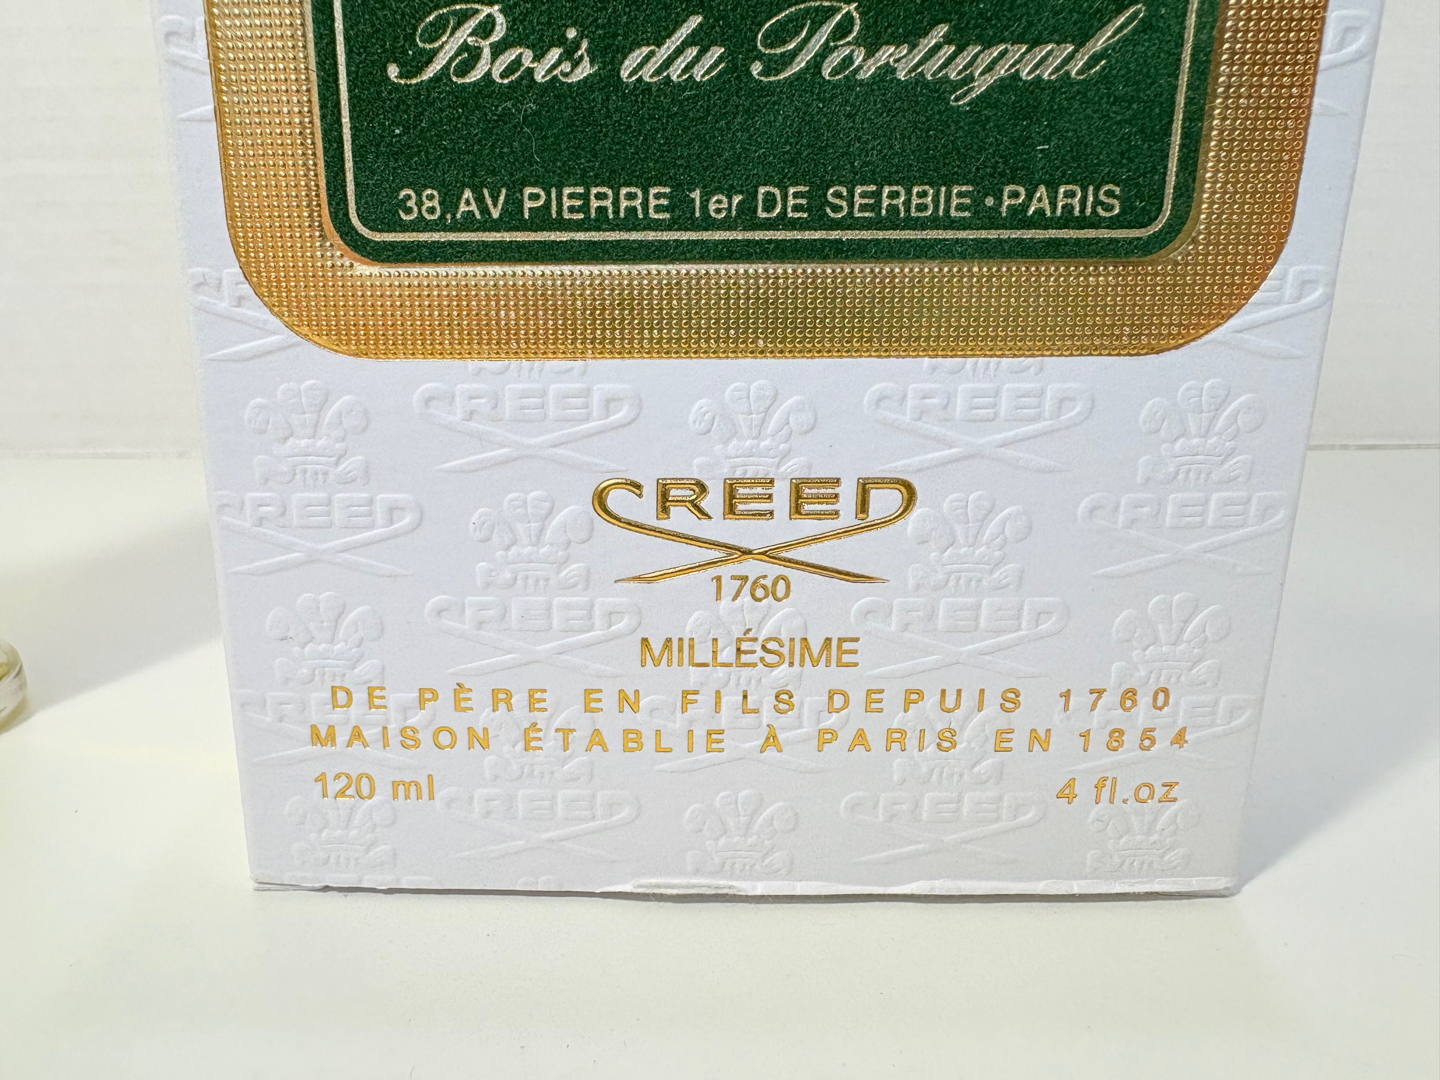 Bois du Portugal
38,AV PIERRE 1er DE SERBIE•PARIS
CREED
1760
MILLÉSIME
DE PÈRE EN FILS DEPUIS 1760
MAISON ÉTABLIE À PARIS EN 1854
120 ml 4 fl.oz